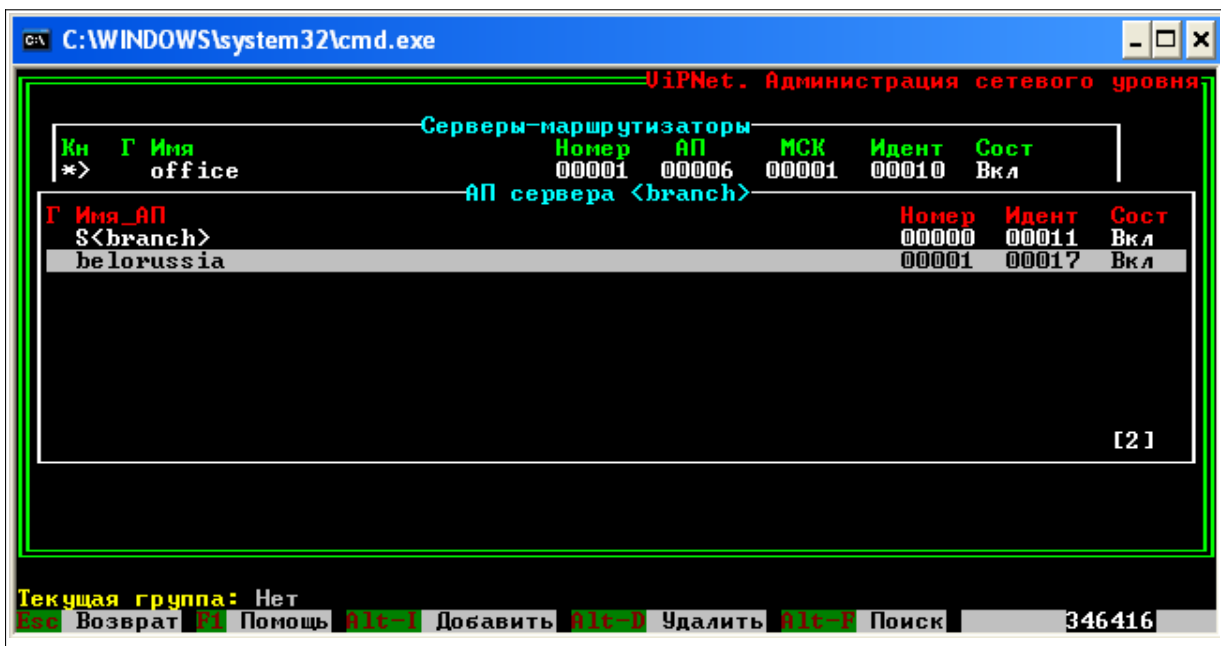 C:\WINDOWS\system32\cmd.exe
ViPNet. Администрация сетевого уровня
Серверы-маршрутизаторы
Кн Г Имя Номер АП МСК Идент Сост
*> office 00001 00006 00001 00010 Вкл
АП сервера <branch>
Г Имя_АП Номер Идент Сост
S<branch> 00000 00011 Вкл
belorussia 00001 00017 Вкл
[2]
Текущая группа: Нет
Esc Возврат F1 Помощь Alt-I Добавить Alt-D Удалить Alt-F Поиск 346416